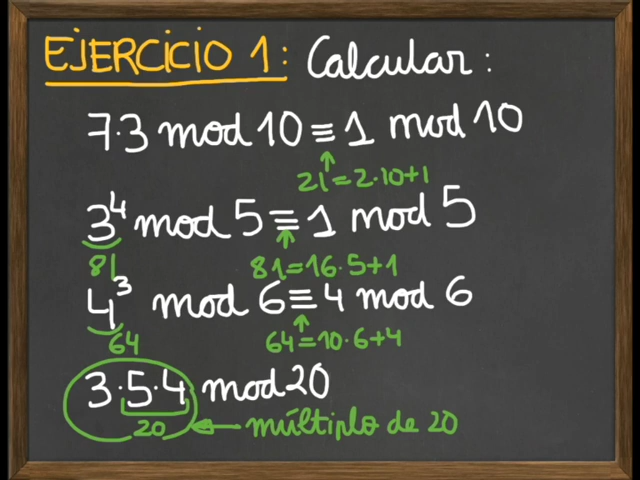 EJERCICIO 1: Calcular:
7·3 mod 10 ≡ 1 mod 10
21 = 2·10+1
3⁴ mod 5 ≡ 1 mod 5
81 81=16·5+1
4³ mod 6 ≡ 4 mod 6
64 64=10·6+4
3·5·4 mod 20
20 ← múltiplo de 20